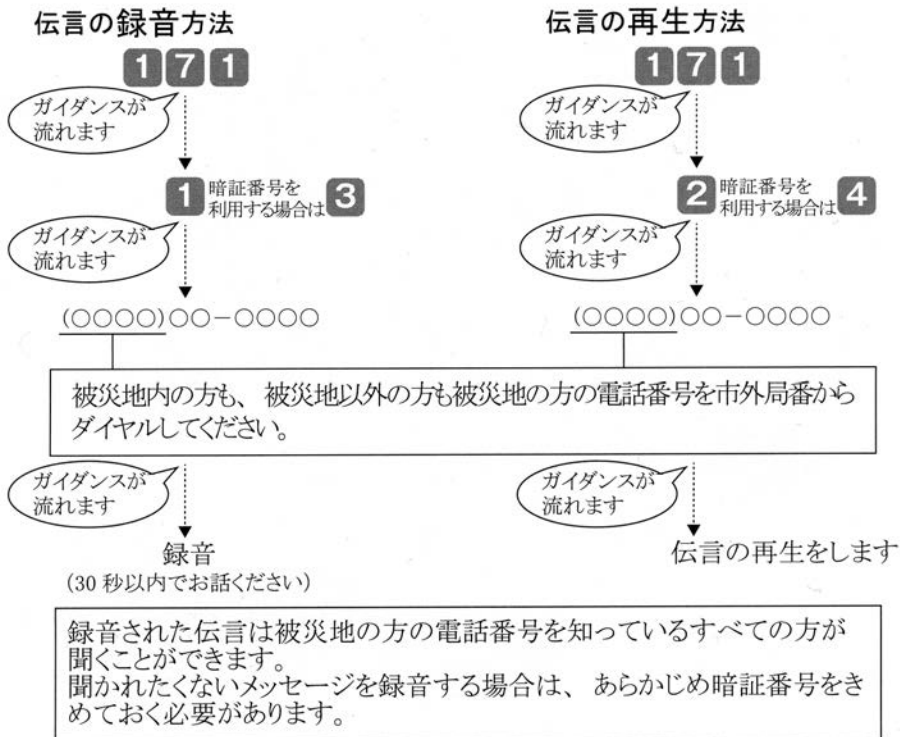 伝言の録音方法
171
ガイダンスが
流れます
1 暗証番号を
利用する場合は 3
ガイダンスが
流れます
(○○○○)○○−○○○○
伝言の再生方法
171
ガイダンスが
流れます
2 暗証番号を
利用する場合は 4
ガイダンスが
流れます
(○○○○)○○−○○○○
被災地内の方も、被災地以外の方も被災地の方の電話番号を市外局番から
ダイヤルしてください。
ガイダンスが
流れます
録音
(30秒以内でお話ください)
ガイダンスが
流れます
伝言の再生をします
録音された伝言は被災地の方の電話番号を知っているすべての方が
聞くことができます。
聞かれたくないメッセージを録音する場合は、あらかじめ暗証番号をき
めておく必要があります。